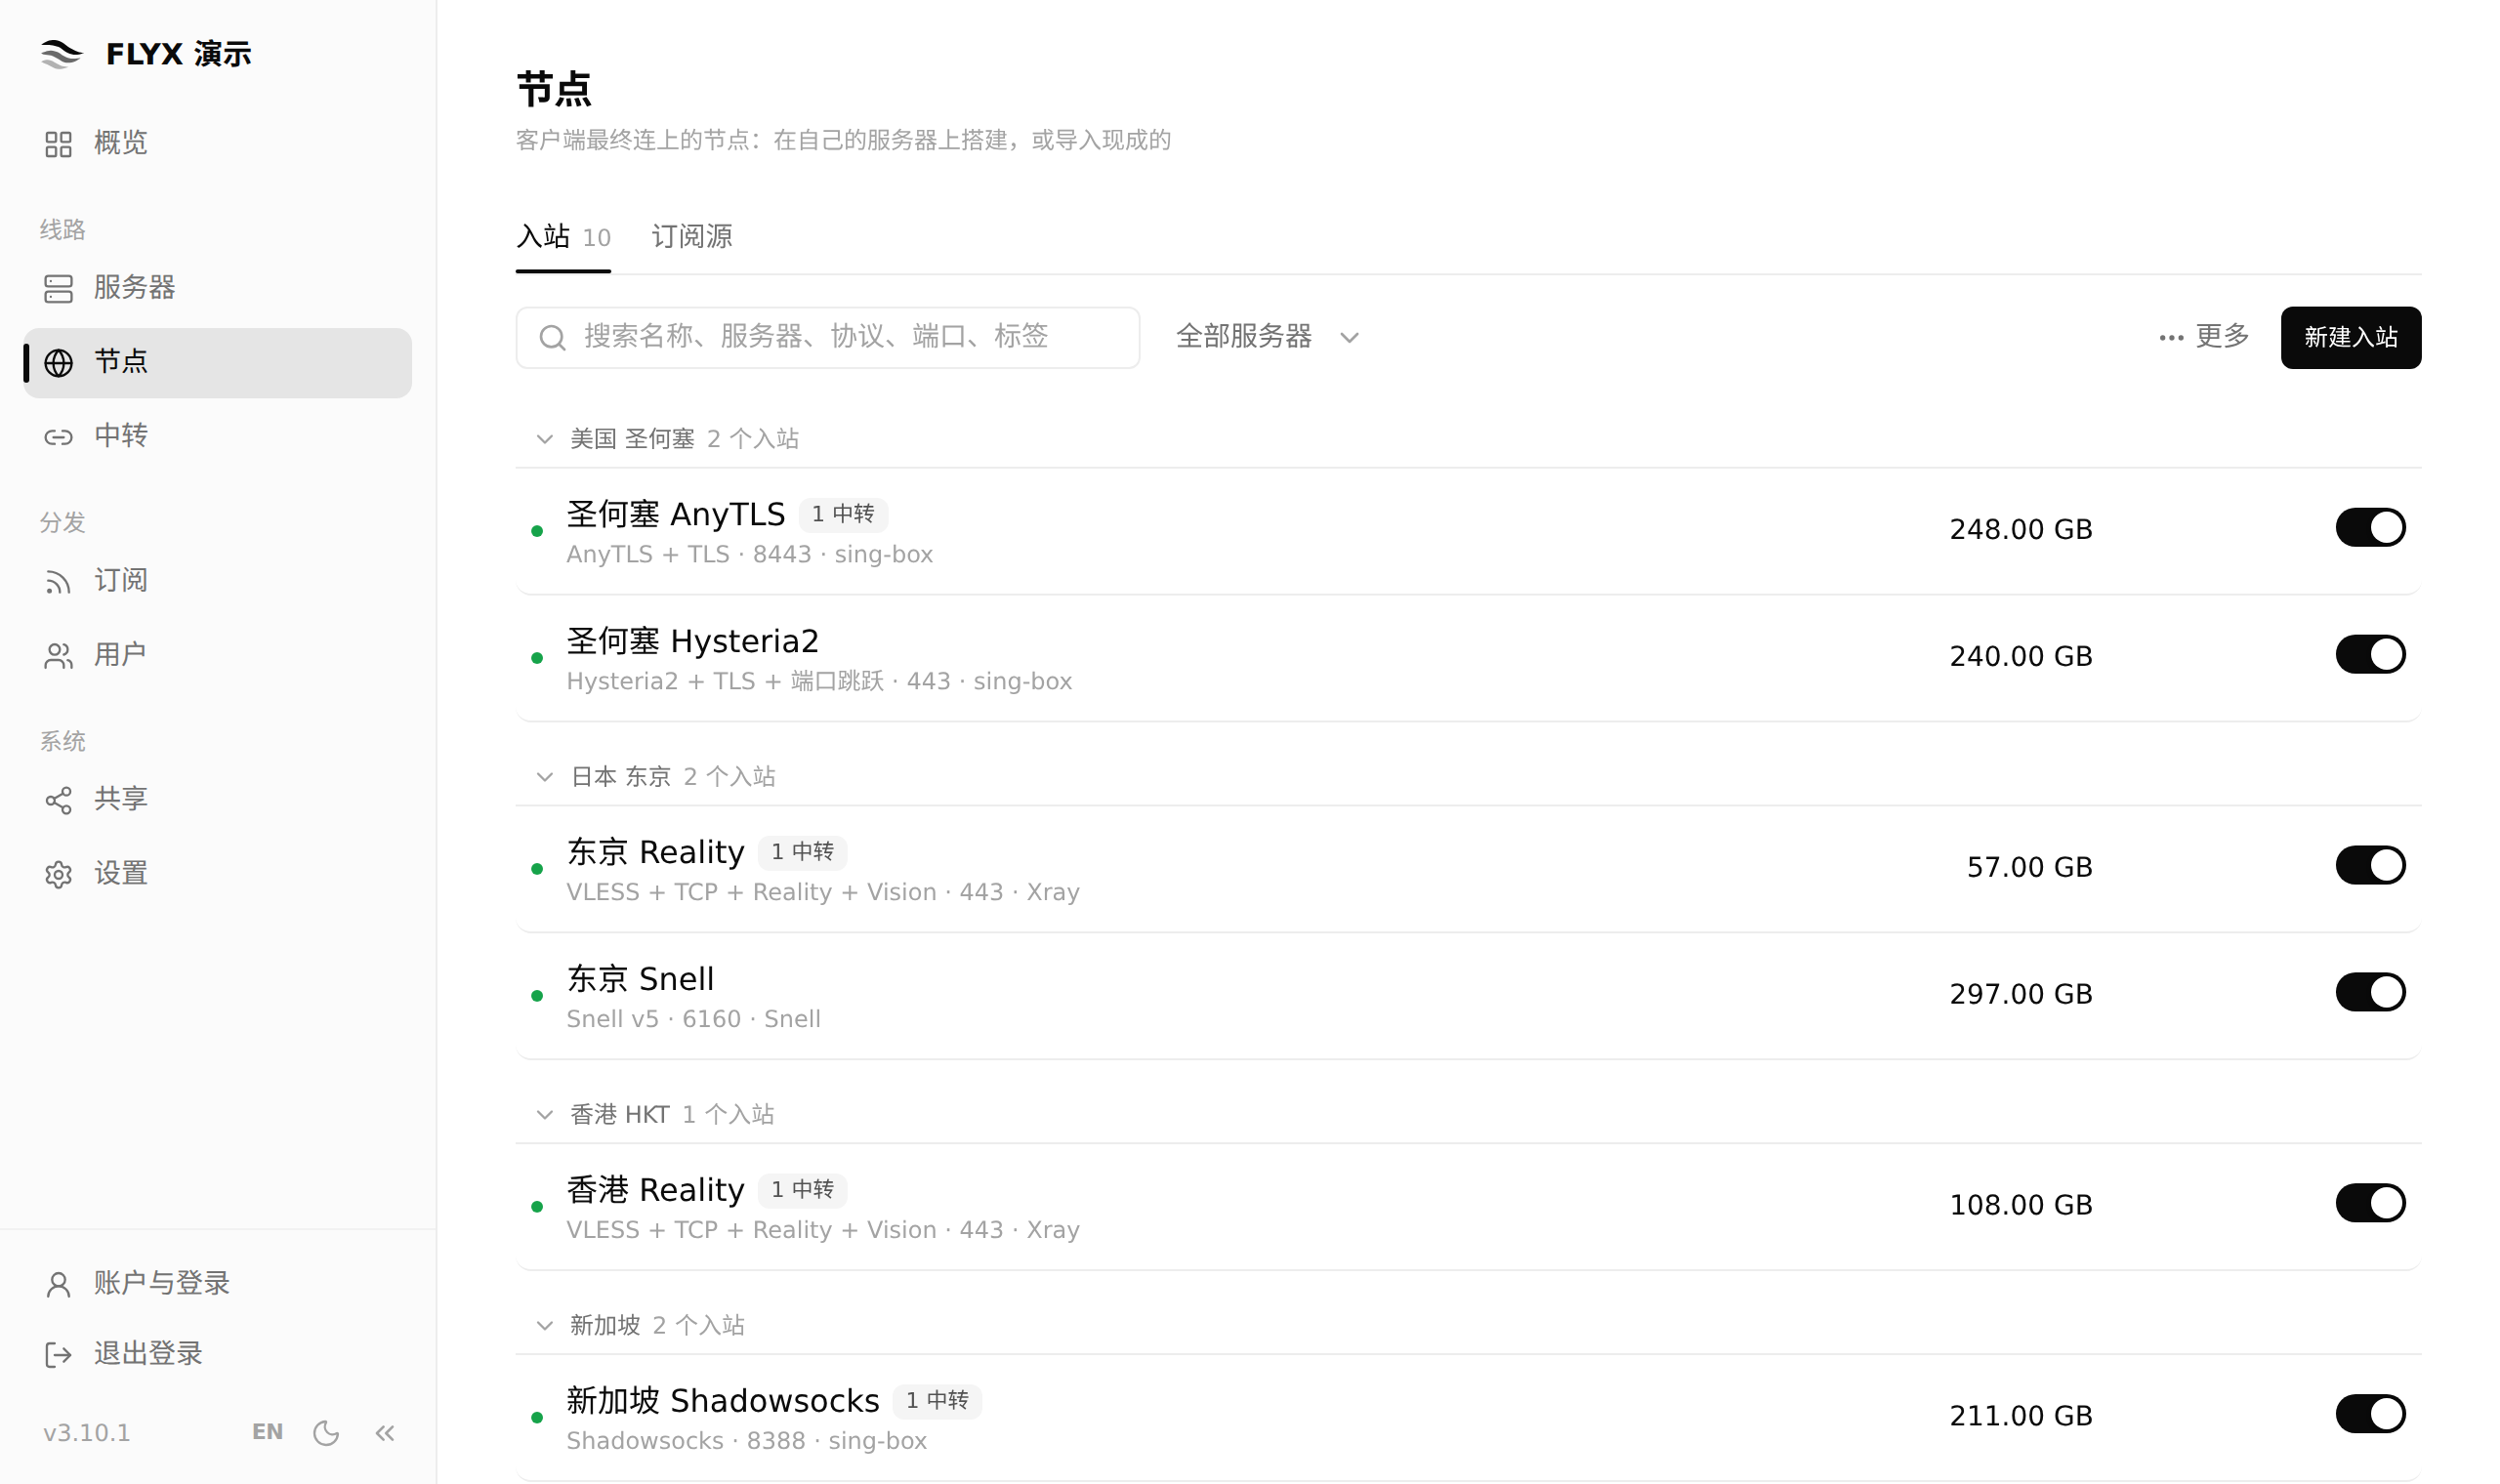 FLYX 演示
概览
线路
服务器
节点
中转
分发
订阅
用户
系统
共享
设置
账户与登录
退出登录
v3.10.1 EN
节点
客户端最终连上的节点：在自己的服务器上搭建，或导入现成的
入站 10 订阅源
搜索名称、服务器、协议、端口、标签 全部服务器 更多 新建入站
美国 圣何塞 2 个入站
圣何塞 AnyTLS 1 中转
AnyTLS + TLS · 8443 · sing-box
248.00 GB
圣何塞 Hysteria2
Hysteria2 + TLS + 端口跳跃 · 443 · sing-box
240.00 GB
日本 东京 2 个入站
东京 Reality 1 中转
VLESS + TCP + Reality + Vision · 443 · Xray
57.00 GB
东京 Snell
Snell v5 · 6160 · Snell
297.00 GB
香港 HKT 1 个入站
香港 Reality 1 中转
VLESS + TCP + Reality + Vision · 443 · Xray
108.00 GB
新加坡 2 个入站
新加坡 Shadowsocks 1 中转
Shadowsocks · 8388 · sing-box
211.00 GB